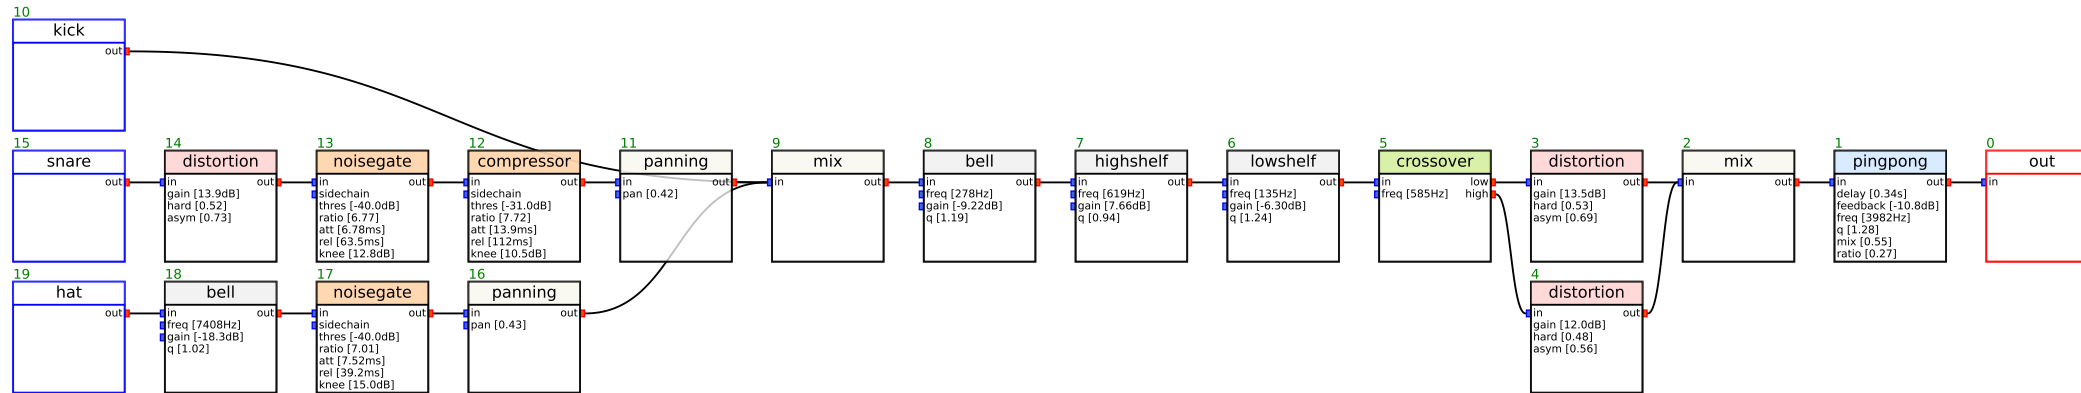 10
kick
out
15
snare
out
14
distortion
in out
gain [13.9dB]
hard [0.52]
asym [0.73]
13
noisegate
in out
sidechain
thres [-40.0dB]
ratio [6.77]
att [6.78ms]
rel [63.5ms]
knee [12.8dB]
12
compressor
in out
sidechain
thres [-31.0dB]
ratio [7.72]
att [13.9ms]
rel [112ms]
knee [10.5dB]
11
panning
in out
pan [0.42]
9
mix
in out
8
bell
in out
freq [278Hz]
gain [-9.22dB]
q [1.19]
7
highshelf
in out
freq [619Hz]
gain [7.66dB]
q [0.94]
6
lowshelf
in out
freq [135Hz]
gain [-6.30dB]
q [1.24]
5
crossover
in low
freq [585Hz] high
3
distortion
in out
gain [13.5dB]
hard [0.53]
asym [0.69]
2
mix
in out
1
pingpong
in out
delay [0.34s]
feedback [-10.8dB]
freq [3982Hz]
q [1.28]
mix [0.55]
ratio [0.27]
0
out
in
19
hat
out
18
bell
in out
freq [7408Hz]
gain [-18.3dB]
q [1.02]
17
noisegate
in out
sidechain
thres [-40.0dB]
ratio [7.01]
att [7.52ms]
rel [39.2ms]
knee [15.0dB]
16
panning
in out
pan [0.43]
4
distortion
in out
gain [12.0dB]
hard [0.48]
asym [0.56]